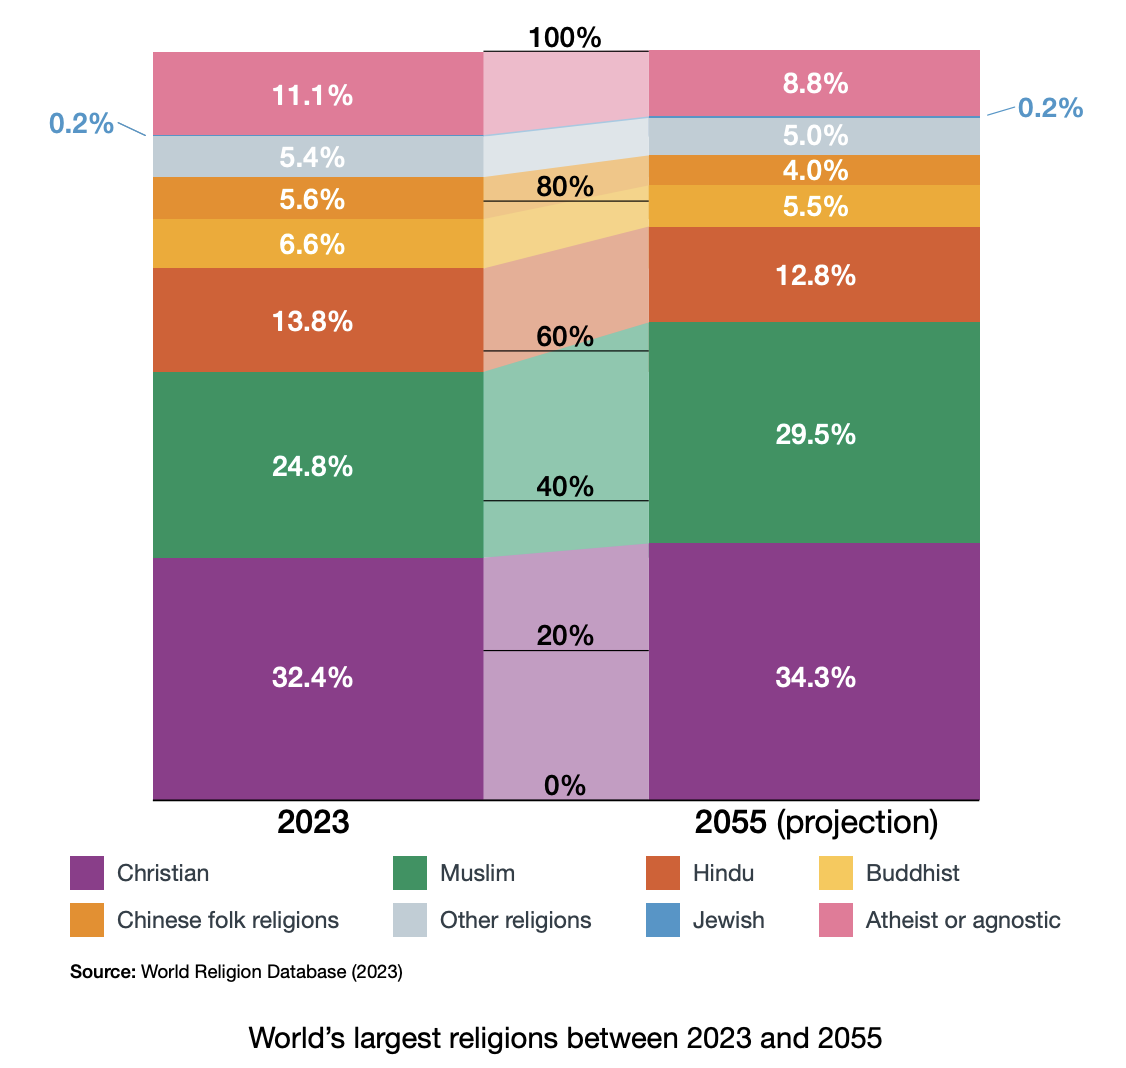 100%
11.1%
8.8%
0.2%
0.2%
5.4%
5.0%
5.6%
80%
4.0%
6.6%
5.5%
13.8%
60%
12.8%
24.8%
40%
29.5%
32.4%
20%
34.3%
0%
2023
2055 (projection)
Christian
Muslim
Hindu
Buddhist
Chinese folk religions
Other religions
Jewish
Atheist or agnostic
Source: World Religion Database (2023)
World’s largest religions between 2023 and 2055